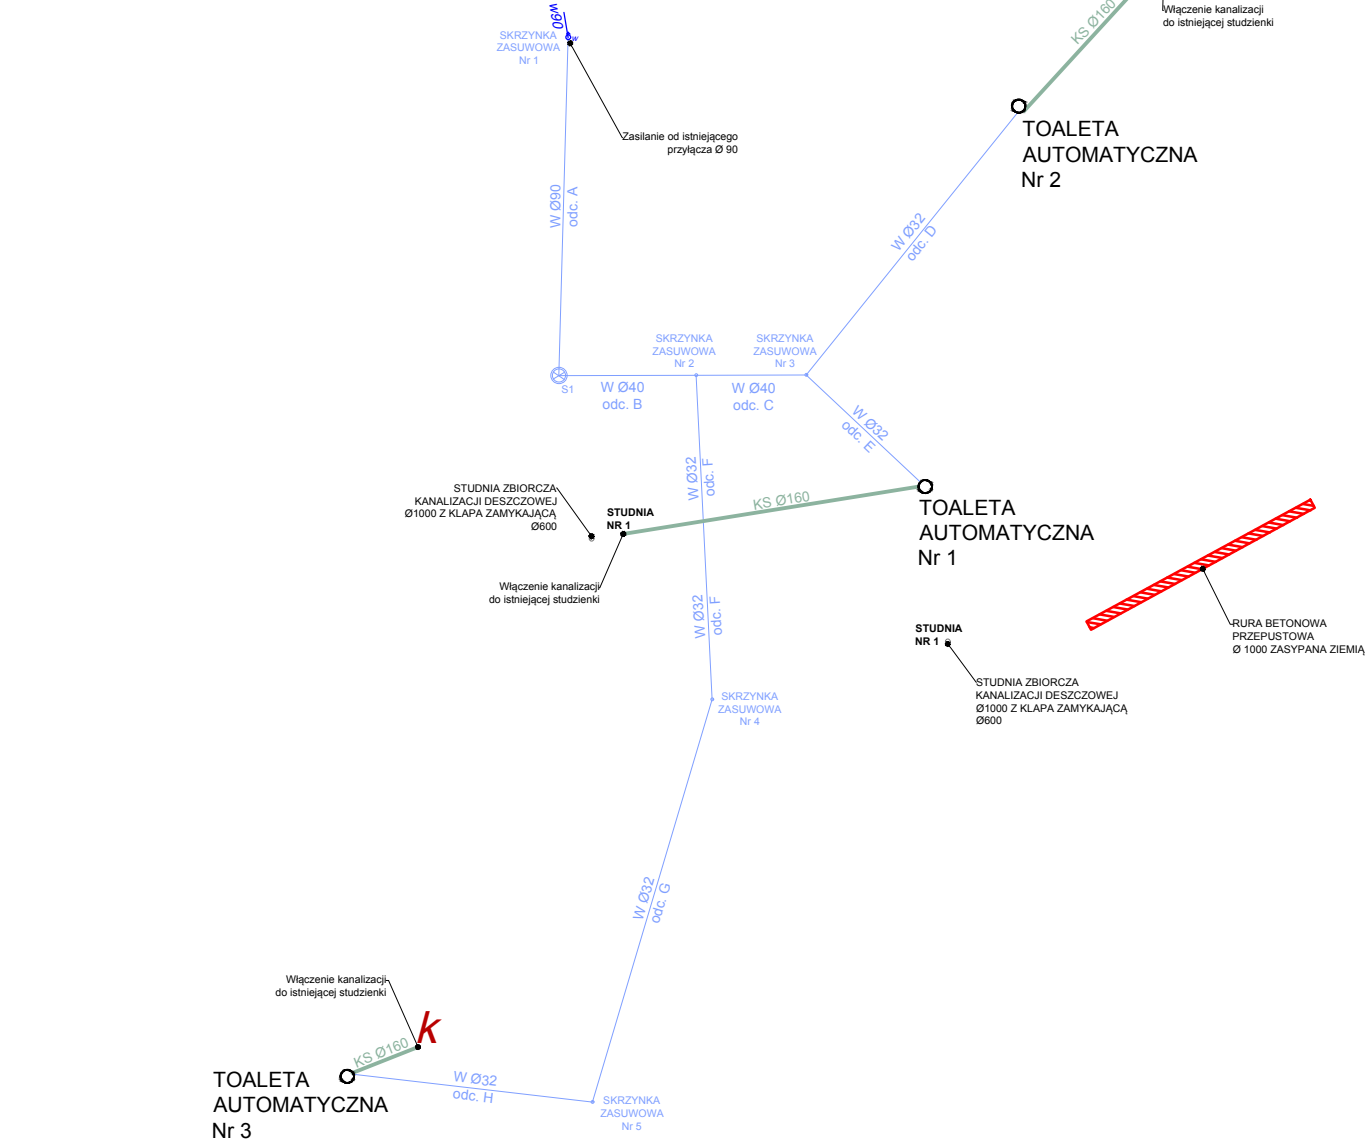 w90
w
SKRZYNKA
ZASUWOWA
Nr 1
Zasilanie od istniejącego
przyłącza Ø 90
KS Ø160
Włączenie kanalizacji
do istniejącej studzienki
TOALETA
AUTOMATYCZNA
Nr 2
W Ø90
odc. A
W Ø32
odc. D
SKRZYNKA
ZASUWOWA
Nr 2
SKRZYNKA
ZASUWOWA
Nr 3
S1
W Ø40
odc. B
W Ø40
odc. C
W Ø32
odc. E
W Ø32
odc. F
STUDNIA ZBIORCZA
KANALIZACJI DESZCZOWEJ
Ø1000 Z KLAPA ZAMYKAJĄCĄ
Ø600
STUDNIA
NR 1
KS Ø160
TOALETA
AUTOMATYCZNA
Nr 1
Włączenie kanalizacji
do istniejącej studzienki
W Ø32
odc. F
STUDNIA
NR 1
RURA BETONOWA
PRZEPUSTOWA
Ø 1000 ZASYPANA ZIEMIĄ
STUDNIA ZBIORCZA
KANALIZACJI DESZCZOWEJ
Ø1000 Z KLAPA ZAMYKAJĄCĄ
Ø600
SKRZYNKA
ZASUWOWA
Nr 4
W Ø32
odc. G
Włączenie kanalizacji
do istniejącej studzienki
k
KS Ø160
TOALETA
AUTOMATYCZNA
Nr 3
W Ø32
odc. H
SKRZYNKA
ZASUWOWA
Nr 5